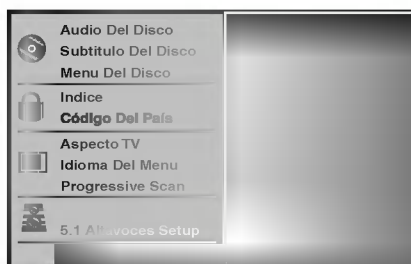 Audio Del Disco
Subtitulo Del Disco
Menu Del Disco
Indice
Código Del País
Aspecto TV
Idioma Del Menu
Progressive Scan
5.1 Altavoces Setup